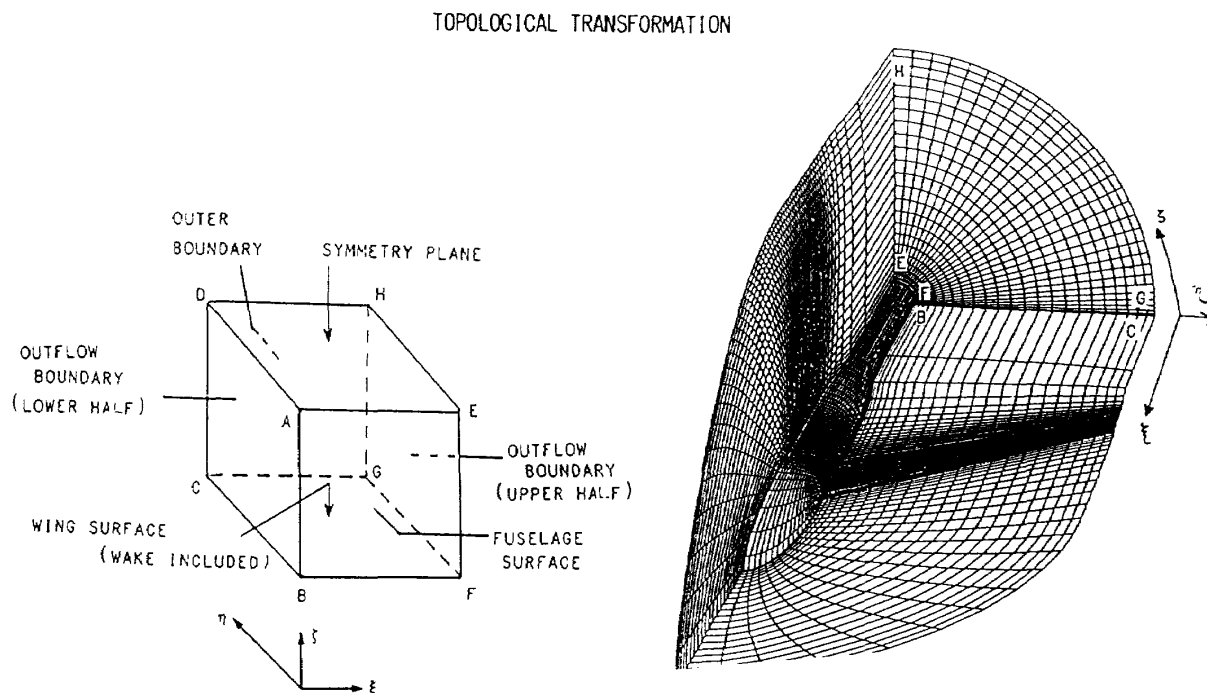 TOPOLOGICAL TRANSFORMATION
OUTER
BOUNDARY
SYMMETRY PLANE
D
H
OUTFLOW
BOUNDARY
(LOWER HALF)
A
E
OUTFLOW
BOUNDARY
(UPPER HALF)
C
G
WING SURFACE
(WAKE INCLUDED)
FUSELAGE
SURFACE
B
F
η
ζ
ξ
H
E
F
B
G
C
ζ
η
ξ